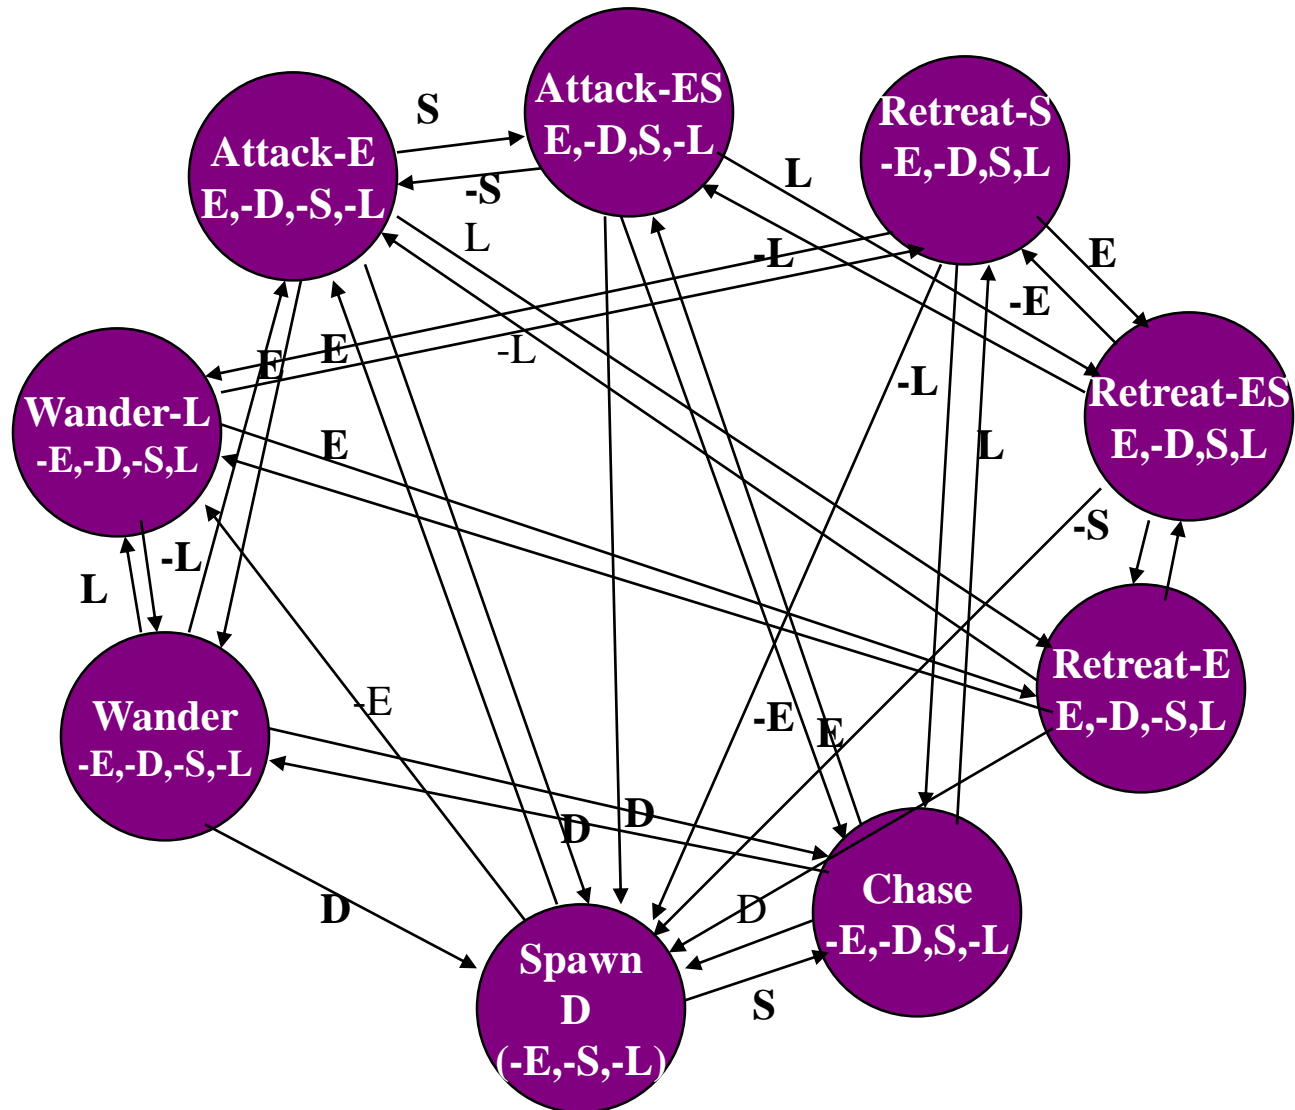 Attack-ES
E,-D,S,-L
Retreat-S
-E,-D,S,L
S
Attack-E
E,-D,-S,-L
-S
L
L
-L
E
-E
E
E
-L
-L
Retreat-ES
E,-D,S,L
Wander-L
-E,-D,-S,L
E
L
-S
-L
L
Retreat-E
E,-D,-S,L
Wander
-E,-D,-S,-L
-E
-E
E
D
D
D
D
Chase
-E,-D,S,-L
Spawn
D
(-E,-S,-L)
S